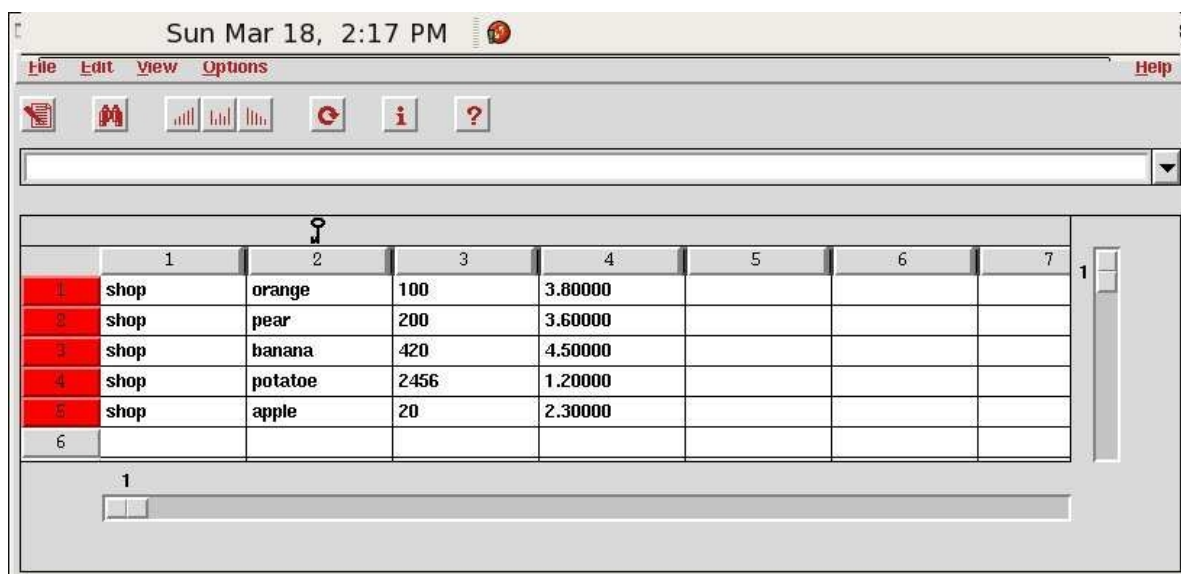 Sun Mar 18, 2:17 PM
File Edit View Options Help
i ?
1 2 3 4 5 6 7
1
1 shop orange 100 3.80000
2 shop pear 200 3.60000
3 shop banana 420 4.50000
4 shop potatoe 2456 1.20000
5 shop apple 20 2.30000
6
1